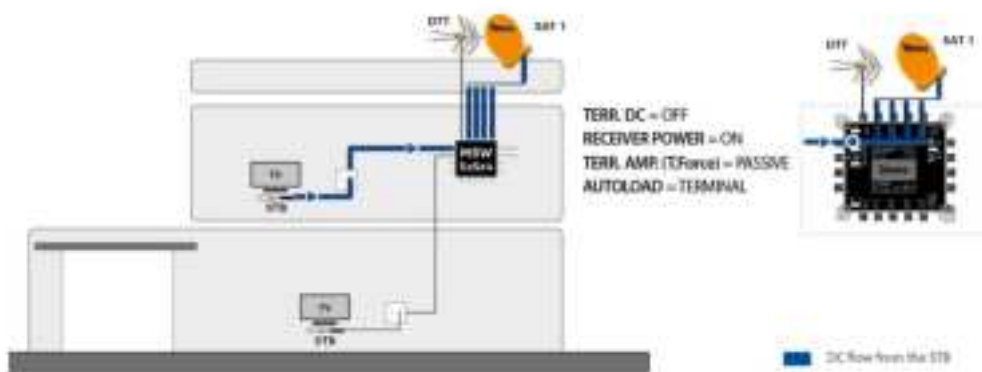 DTT
SAT 1
DTT
SAT 1
TERR. DC = OFF
RECEIVER POWER = ON
TERR. AMP. (T.Force) = PASSIVE
AUTOLOAD = TERMINAL
MSW
TV
STB
TV
STB
DC flow from the STB